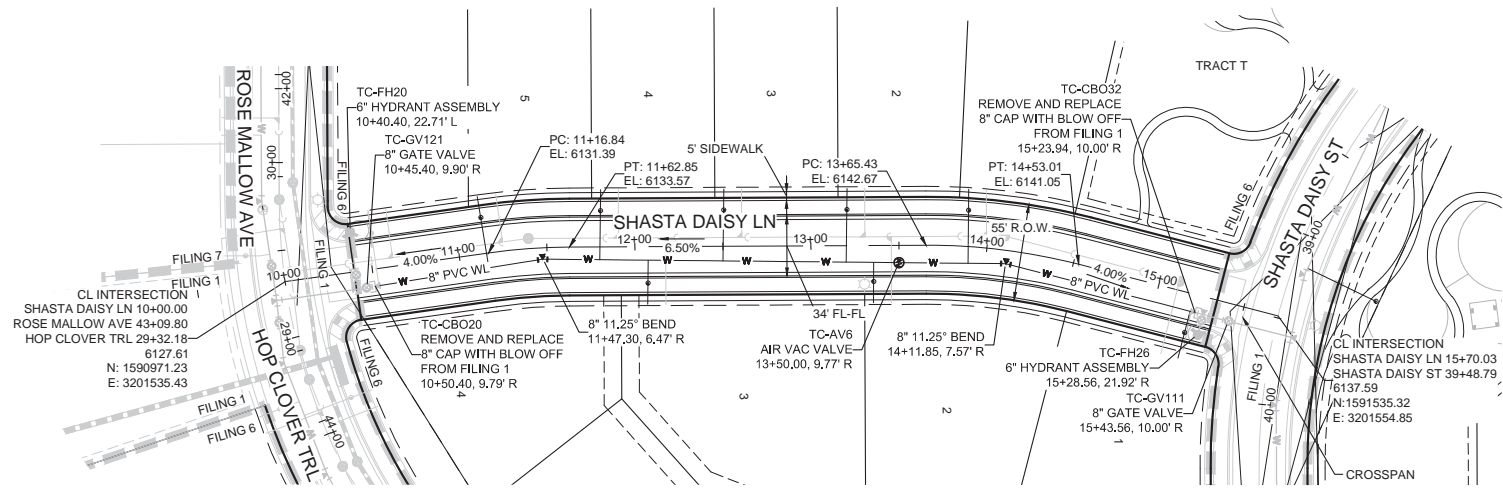 ROSE MALLOW AVE
42+00
30+00
29+00
44+00
HOP CLOVER TRL
FILING 6
FILING 1
FILING 7
FILING 1
FILING 1
FILING 6
FILING 6
10+00
CL INTERSECTION
SHASTA DAISY LN 10+00.00
ROSE MALLOW AVE 43+09.80
HOP CLOVER TRL 29+32.18
6127.61
N: 1590971.23
E: 3201535.43
TC-FH20
6" HYDRANT ASSEMBLY
10+40.40, 22.71' L
TC-GV121
8" GATE VALVE
10+45.40, 9.90' R
PC: 11+16.84
EL: 6131.39
PT: 11+62.85
EL: 6133.57
5' SIDEWALK
PC: 13+65.43
EL: 6142.67
TC-CBO32
REMOVE AND REPLACE
8" CAP WITH BLOW OFF
FROM FILING 1
15+23.94, 10.00' R
PT: 14+53.01
EL: 6141.05
TRACT T
5
4
3
2
SHASTA DAISY LN
4.00%
11+00
12+00
6.50%
13+00
14+00
55' R.O.W.
4.00%
15+00
W
8" PVC WL
W
W
W
W
W
W
8" PVC WL
TC-CBO20
REMOVE AND REPLACE
8" CAP WITH BLOW OFF
FROM FILING 1
10+50.40, 9.79' R
8" 11.25° BEND
11+47.30, 6.47' R
34' FL-FL
TC-AV6
AIR VAC VALVE
13+50.00, 9.77' R
8" 11.25° BEND
14+11.85, 7.57' R
TC-FH26
6" HYDRANT ASSEMBLY
15+28.56, 21.92' R
TC-GV111
8" GATE VALVE
15+43.56, 10.00' R
4
3
2
1
FILING 6
SHASTA DAISY ST
39+00
FILING 1
40+00
CL INTERSECTION
SHASTA DAISY LN 15+70.03
SHASTA DAISY ST 39+48.79
6137.59
N:1591535.32
E: 3201554.85
CROSSPAN